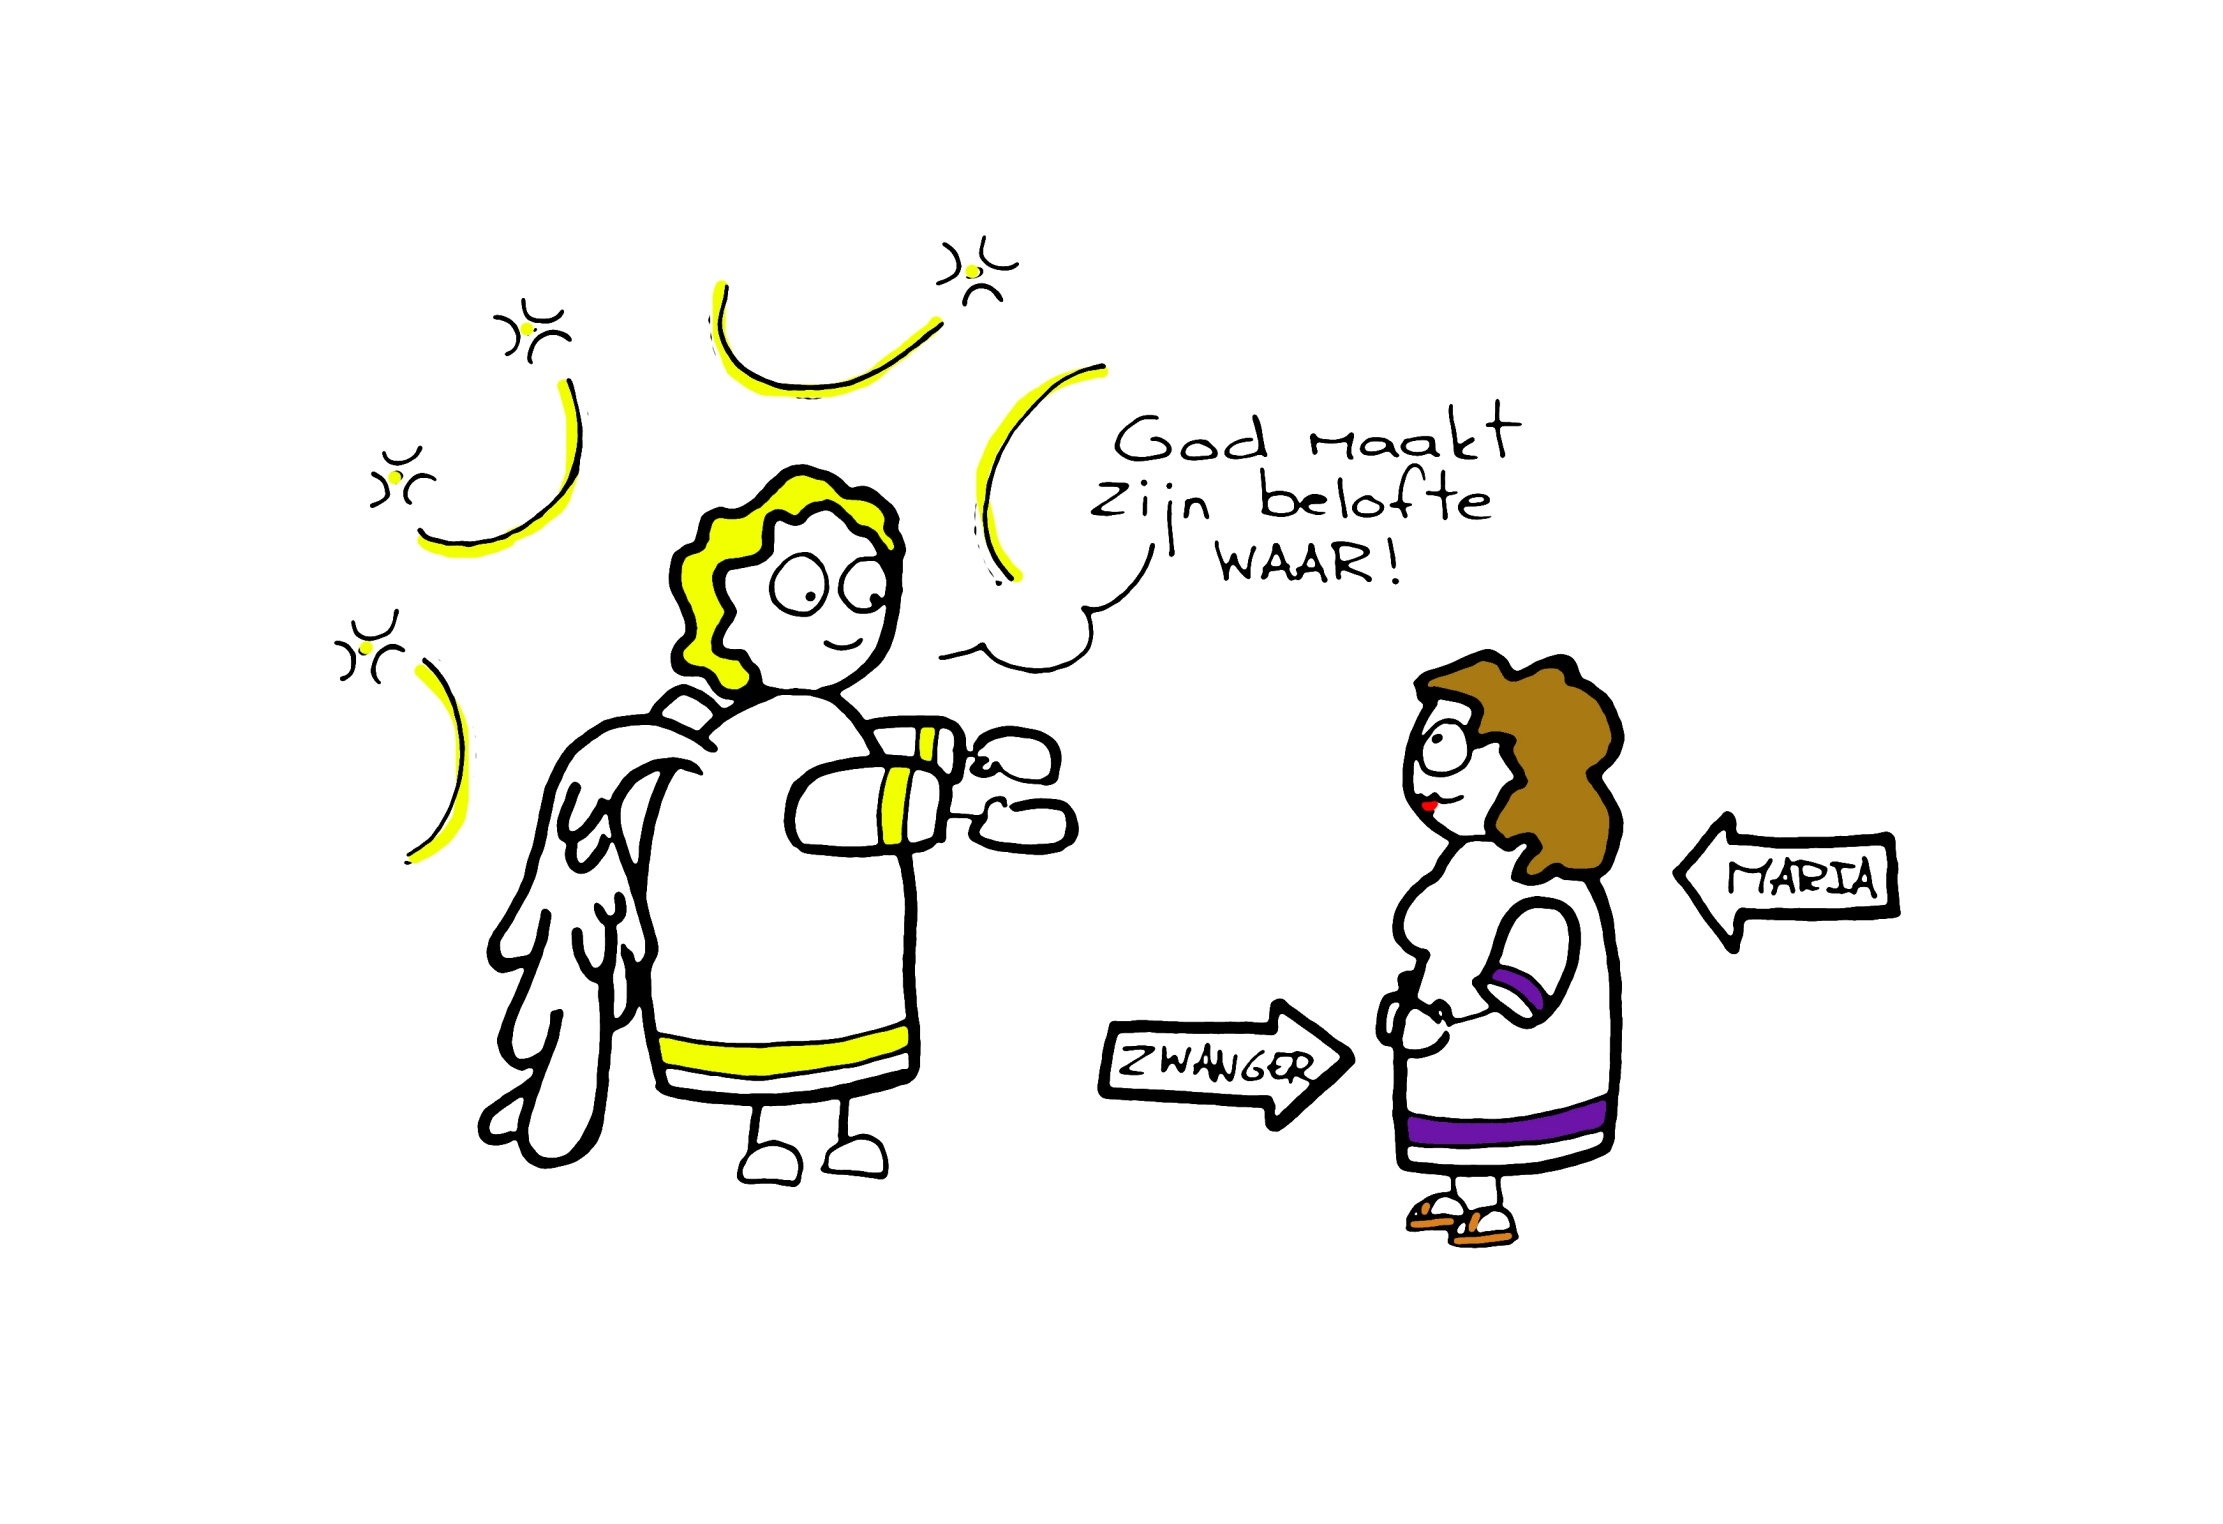 God maakt
zijn belofte
WAAR!
MARIA
ZWANGER